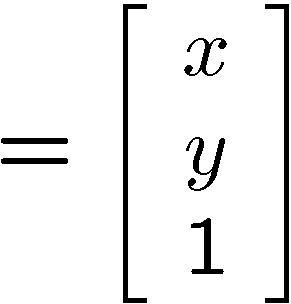 x
= y
1